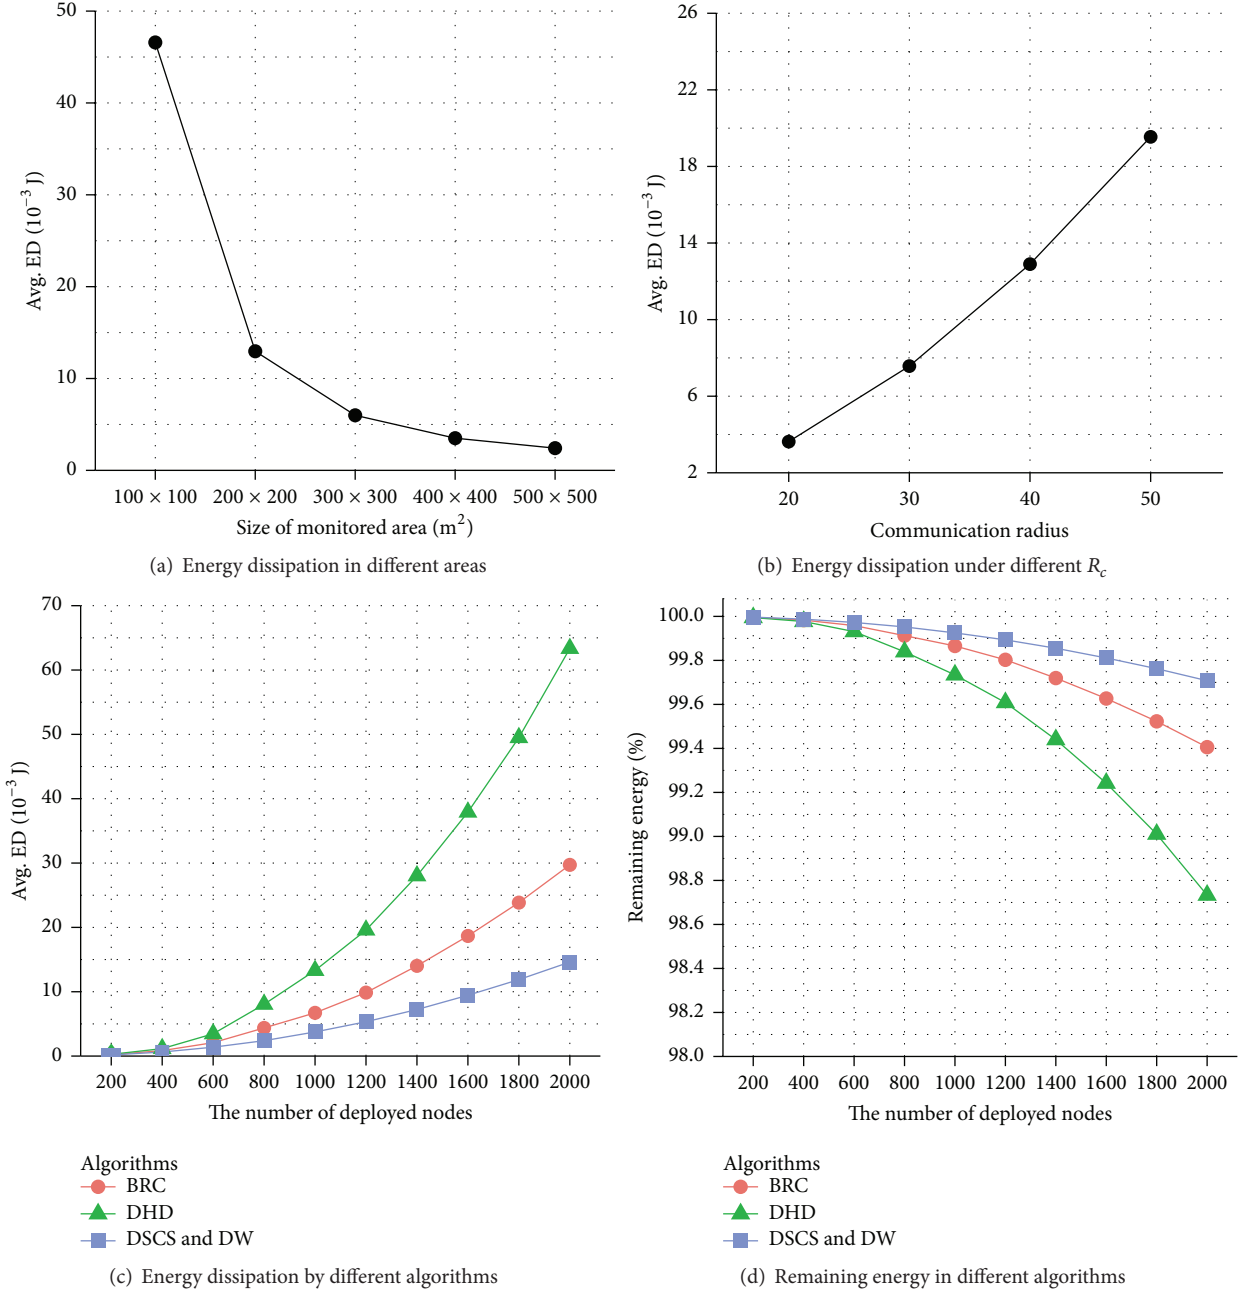 50
40
30
20
10
0
Avg. ED (10⁻³ J)
100 × 100 200 × 200 300 × 300 400 × 400 500 × 500
Size of monitored area (m²)
(a) Energy dissipation in different areas
26
22
18
14
10
6
2
Avg. ED (10⁻³ J)
20 30 40 50
Communication radius
(b) Energy dissipation under different R_c
70
60
50
40
30
20
10
0
Avg. ED (10⁻³ J)
200 400 600 800 1000 1200 1400 1600 1800 2000
The number of deployed nodes
Algorithms
BRC
DHD
DSCS and DW
(c) Energy dissipation by different algorithms
100.0
99.8
99.6
99.4
99.2
99.0
98.8
98.6
98.4
98.2
98.0
Remaining energy (%)
200 400 600 800 1000 1200 1400 1600 1800 2000
The number of deployed nodes
Algorithms
BRC
DHD
DSCS and DW
(d) Remaining energy in different algorithms